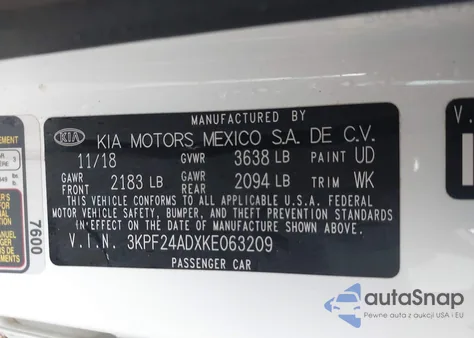 MANUFACTURED BY
KIA KIA MOTORS MEXICO S.A. DE C.V.
11/18 GVWR 3638 LB PAINT UD
GAWR FRONT 2183 LB GAWR REAR 2094 LB TRIM WK
THIS VEHICLE CONFORMS TO ALL APPLICABLE U.S.A. FEDERAL
MOTOR VEHICLE SAFETY, BUMPER, AND THEFT PREVENTION STANDARDS
IN EFFECT ON THE DATE OF MANUFACTURE SHOWN ABOVE.
V.I.N. 3KPF24ADXKE063209
PASSENGER CAR
7600
V.
autoSnap
Pewne auta z USA i EU